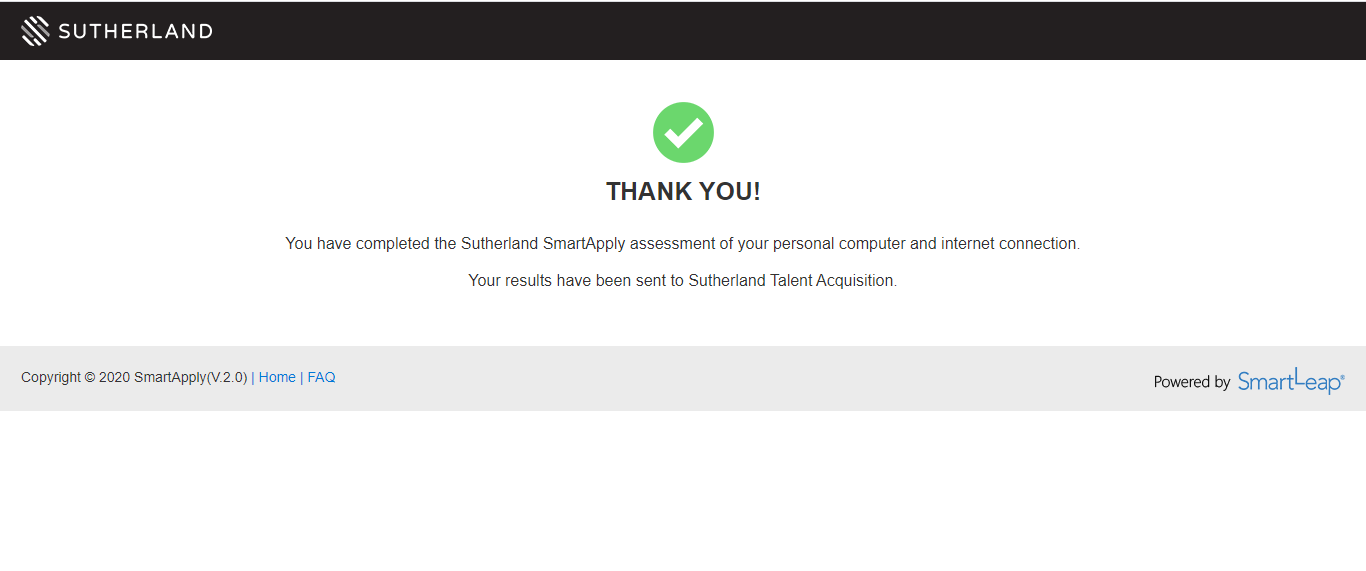 SUTHERLAND
THANK YOU!
You have completed the Sutherland SmartApply assessment of your personal computer and internet connection.
Your results have been sent to Sutherland Talent Acquisition.
Copyright © 2020 SmartApply(V.2.0) | Home | FAQ
Powered by SmartLeap®